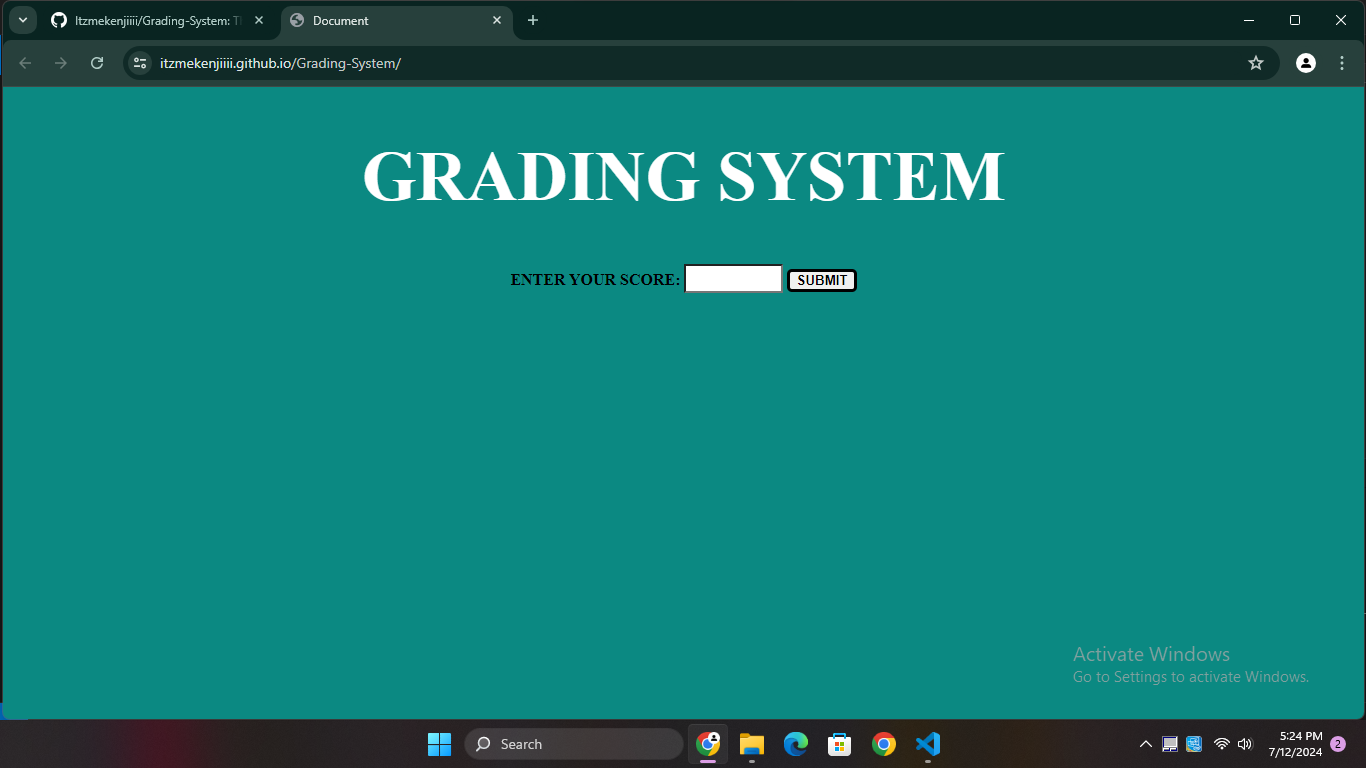 Itzmekenjiiii/Grading-System: Th
Document
itzmekenjiiii.github.io/Grading-System/
GRADING SYSTEM
ENTER YOUR SCORE:
SUBMIT
Activate Windows
Go to Settings to activate Windows.
Search
5:24 PM
7/12/2024
2